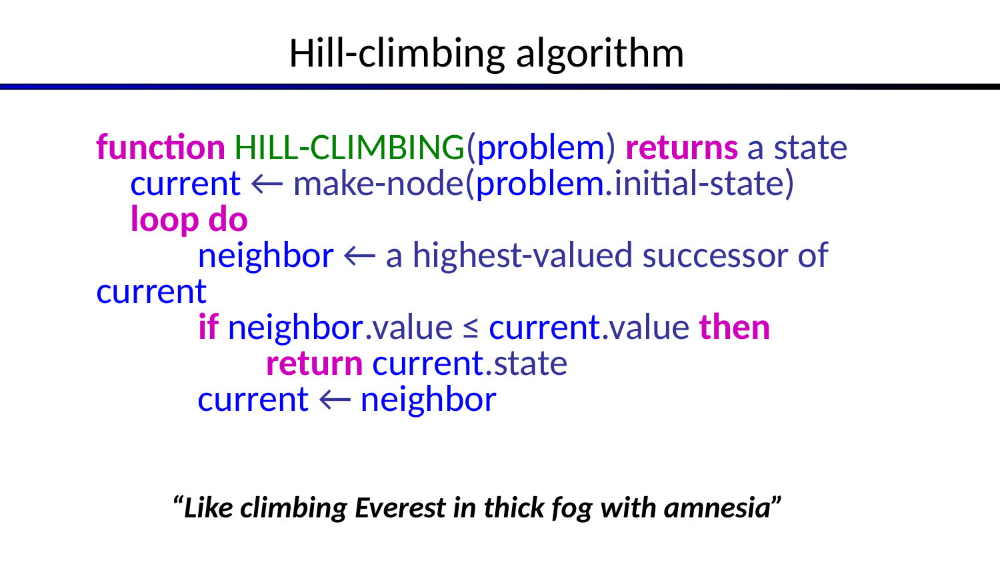 Hill-climbing algorithm
function HILL-CLIMBING(problem) returns a state
current ← make-node(problem.initial-state)
loop do
neighbor ← a highest-valued successor of
current
if neighbor.value ≤ current.value then
return current.state
current ← neighbor
“Like climbing Everest in thick fog with amnesia”